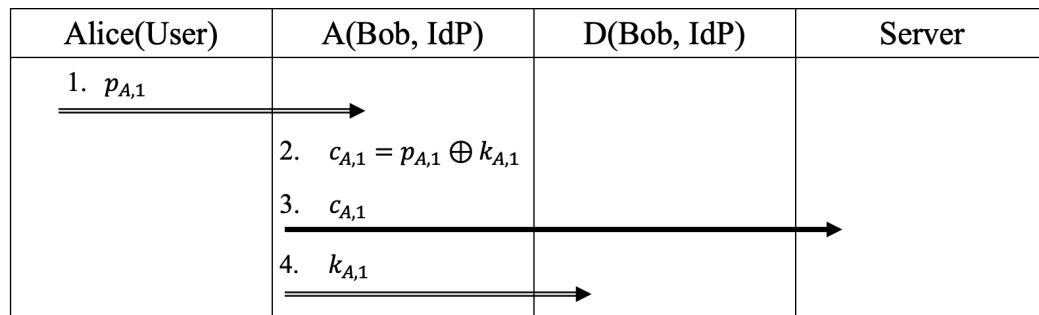 Alice(User) A(Bob, IdP) D(Bob, IdP) Server
1. p_{A,1}
2. c_{A,1} = p_{A,1} ⊕ k_{A,1}
3. c_{A,1}
4. k_{A,1}